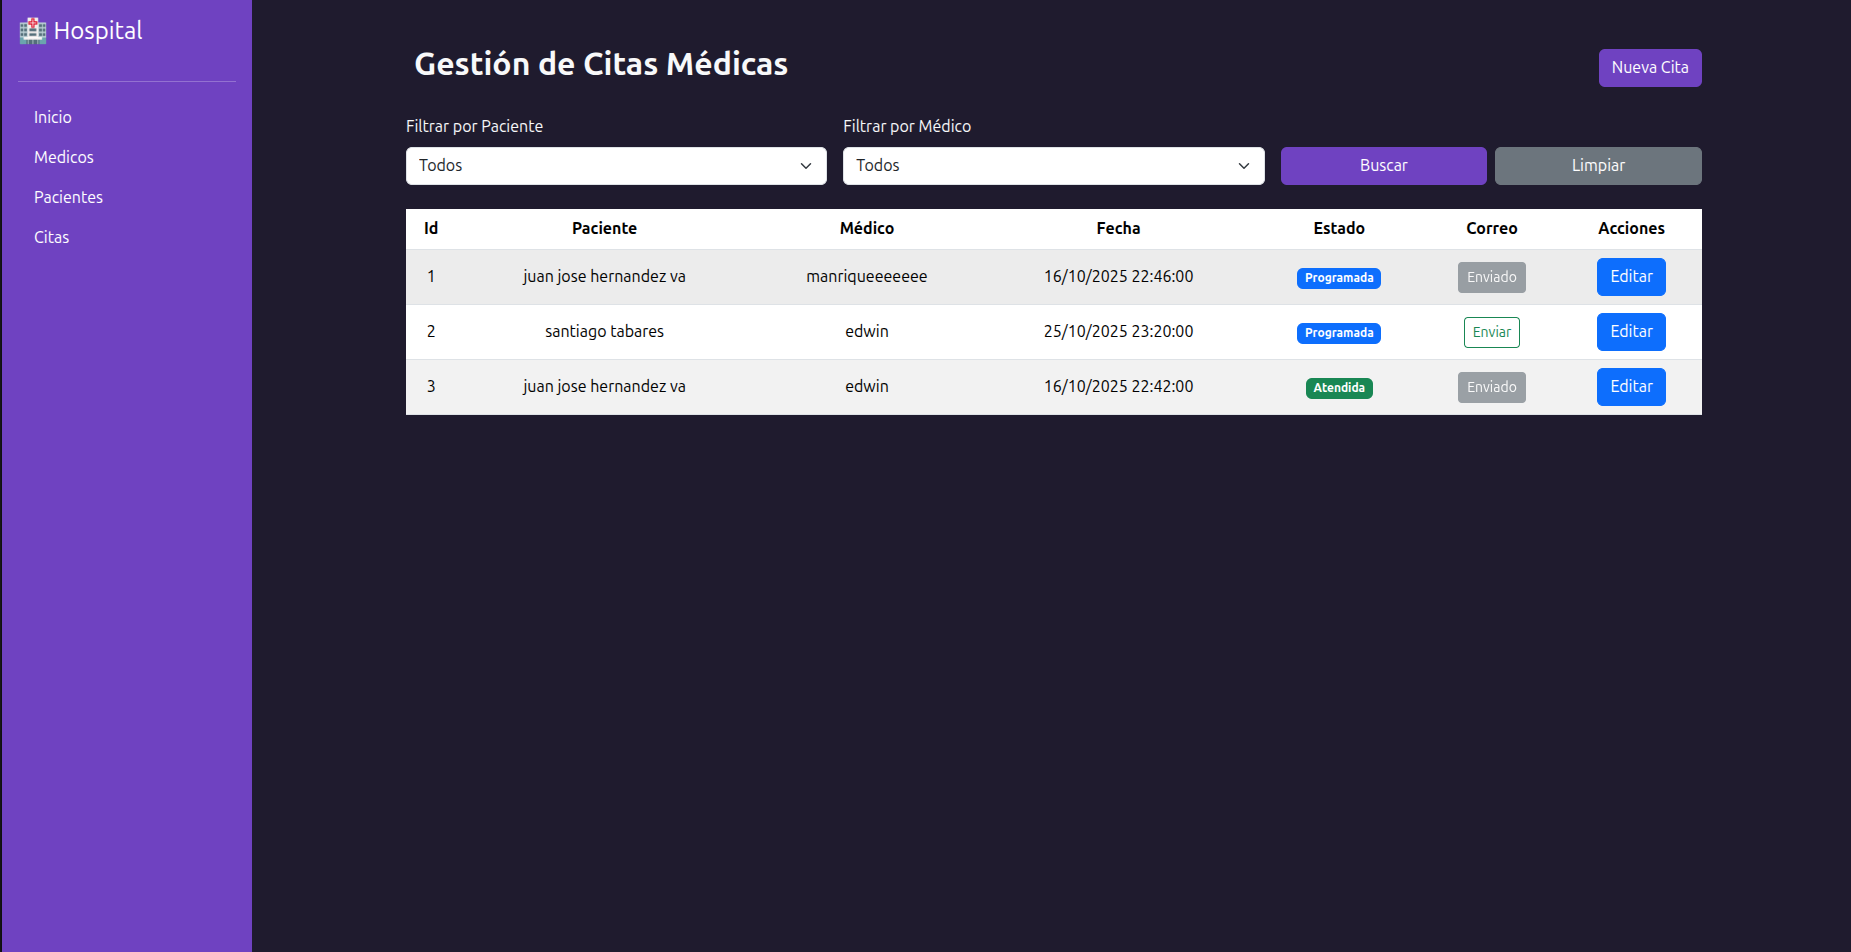 Hospital
Inicio
Medicos
Pacientes
Citas
Gestión de Citas Médicas
Nueva Cita
Filtrar por Paciente
Filtrar por Médico
Todos
Todos
Buscar
Limpiar
Id Paciente Médico Fecha Estado Correo Acciones
1 juan jose hernandez va manriqueeeeeee 16/10/2025 22:46:00 Programada Enviado Editar
2 santiago tabares edwin 25/10/2025 23:20:00 Programada Enviar Editar
3 juan jose hernandez va edwin 16/10/2025 22:42:00 Atendida Enviado Editar